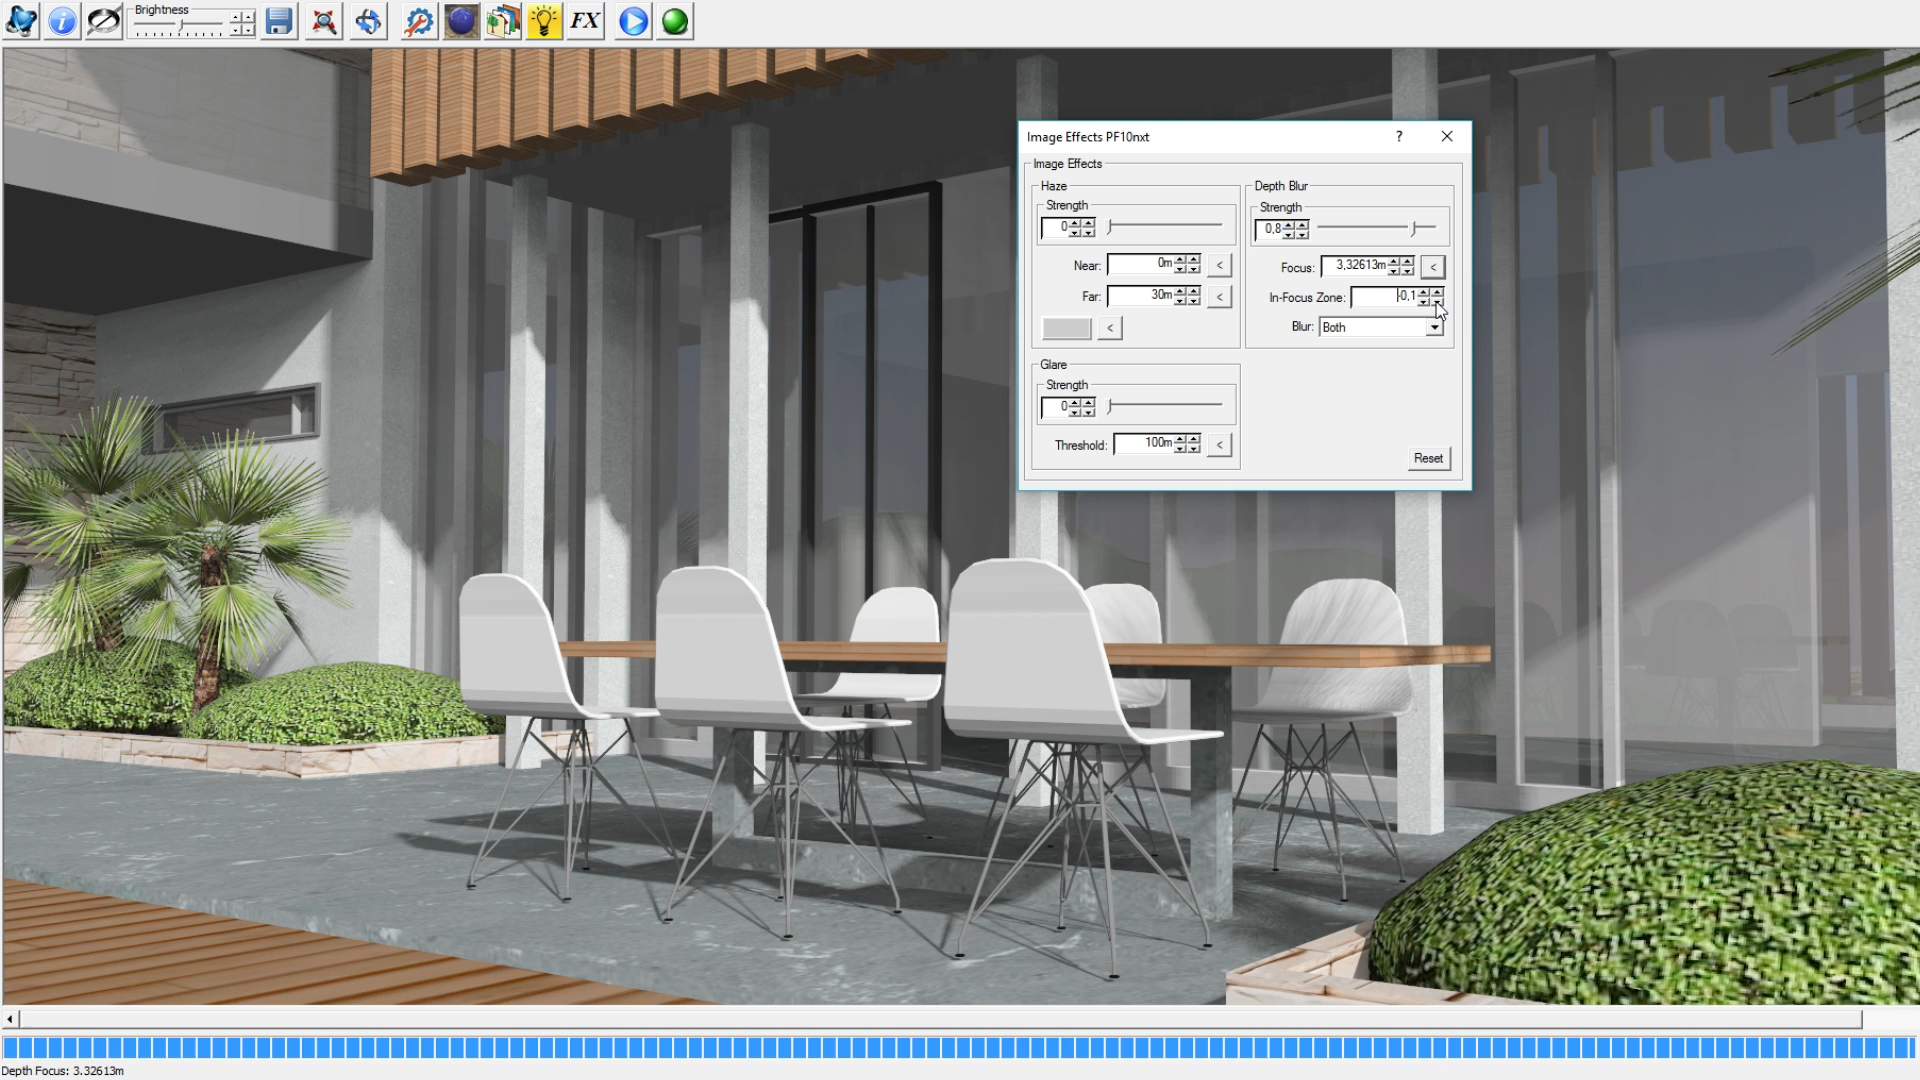 Brightness
FX
Image Effects PF10nxt ?
Image Effects
Haze
Strength
0
Near: 0m <
Far: 30m <
<
Depth Blur
Strength
0,8
Focus: 3,32613m <
In-Focus Zone: -0,1
Blur: Both
Glare
Strength
0
Threshold: 100m <
Reset
Depth Focus: 3.32613m